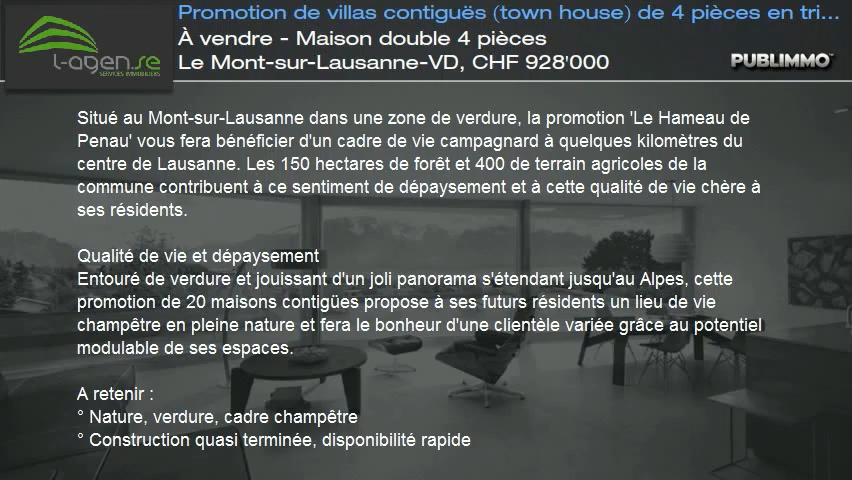 Promotion de villas contiguës (town house) de 4 pièces en tri...
À vendre - Maison double 4 pièces
Le Mont-sur-Lausanne-VD, CHF 928'000
l-agen.se
SERVICES IMMOBILIERS
PUBLIMMO™
Situé au Mont-sur-Lausanne dans une zone de verdure, la promotion 'Le Hameau de
Penau' vous fera bénéficier d'un cadre de vie campagnard à quelques kilomètres du
centre de Lausanne. Les 150 hectares de forêt et 400 de terrain agricoles de la
commune contribuent à ce sentiment de dépaysement et à cette qualité de vie chère à
ses résidents.
Qualité de vie et dépaysement
Entouré de verdure et jouissant d'un joli panorama s'étendant jusqu'au Alpes, cette
promotion de 20 maisons contigües propose à ses futurs résidents un lieu de vie
champêtre en pleine nature et fera le bonheur d'une clientèle variée grâce au potentiel
modulable de ses espaces.
A retenir :
° Nature, verdure, cadre champêtre
° Construction quasi terminée, disponibilité rapide